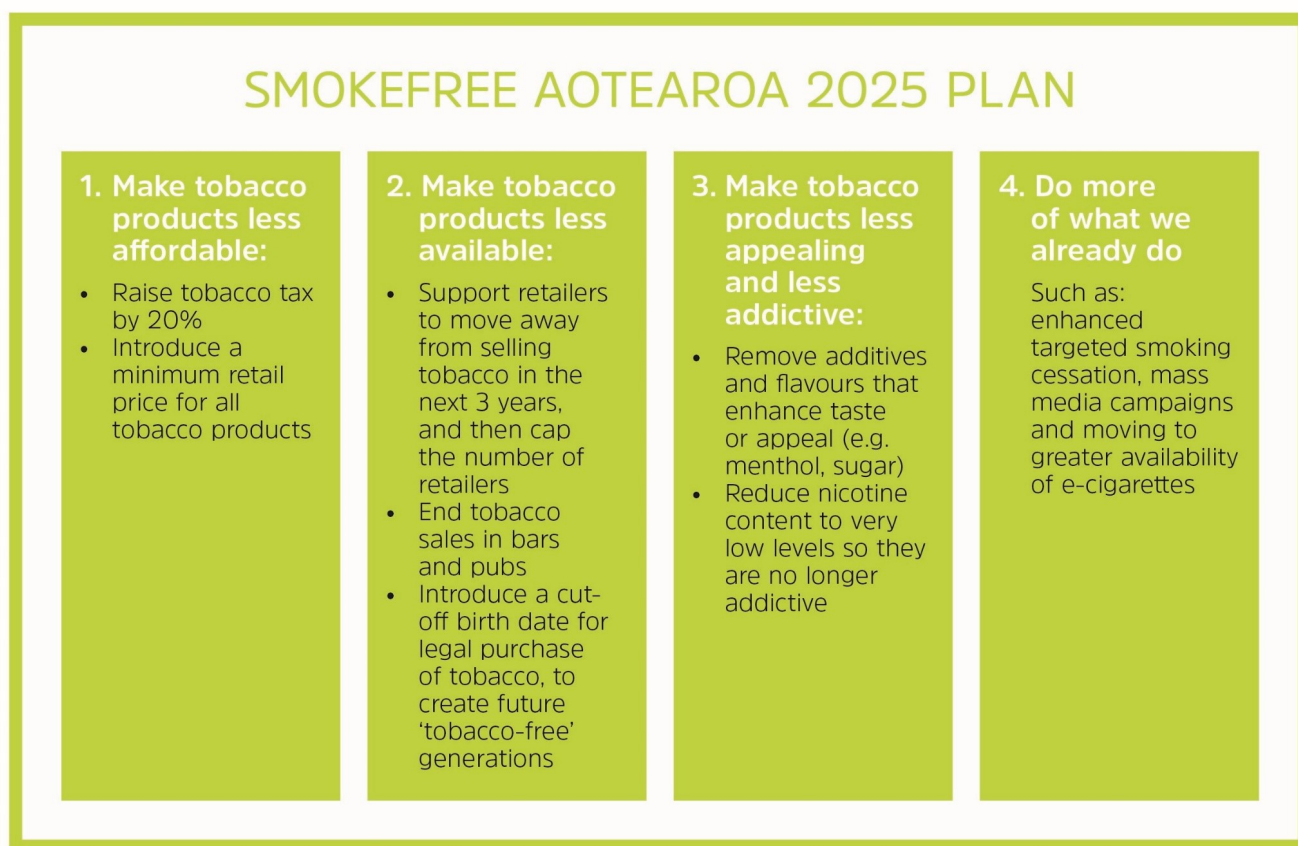 SMOKEFREE AOTEAROA 2025 PLAN
1. Make tobacco
products less
affordable:
• Raise tobacco tax
by 20%
• Introduce a
minimum retail
price for all
tobacco products
2. Make tobacco
products less
available:
• Support retailers
to move away
from selling
tobacco in the
next 3 years,
and then cap
the number of
retailers
• End tobacco
sales in bars
and pubs
• Introduce a cut-
off birth date for
legal purchase
of tobacco, to
create future
‘tobacco-free’
generations
3. Make tobacco
products less
appealing
and less
addictive:
• Remove additives
and flavours that
enhance taste
or appeal (e.g.
menthol, sugar)
• Reduce nicotine
content to very
low levels so they
are no longer
addictive
4. Do more
of what we
already do
Such as:
enhanced
targeted smoking
cessation, mass
media campaigns
and moving to
greater availability
of e-cigarettes